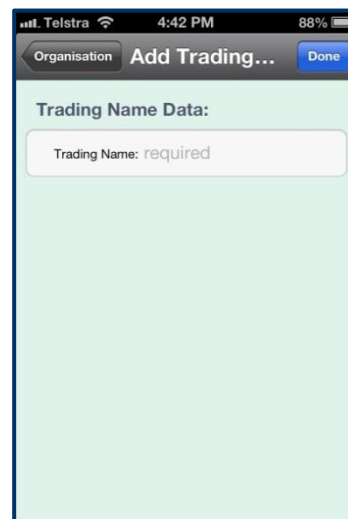 Telstra 4:42 PM 88%
Organisation Add Trading... Done
Trading Name Data:
Trading Name: required